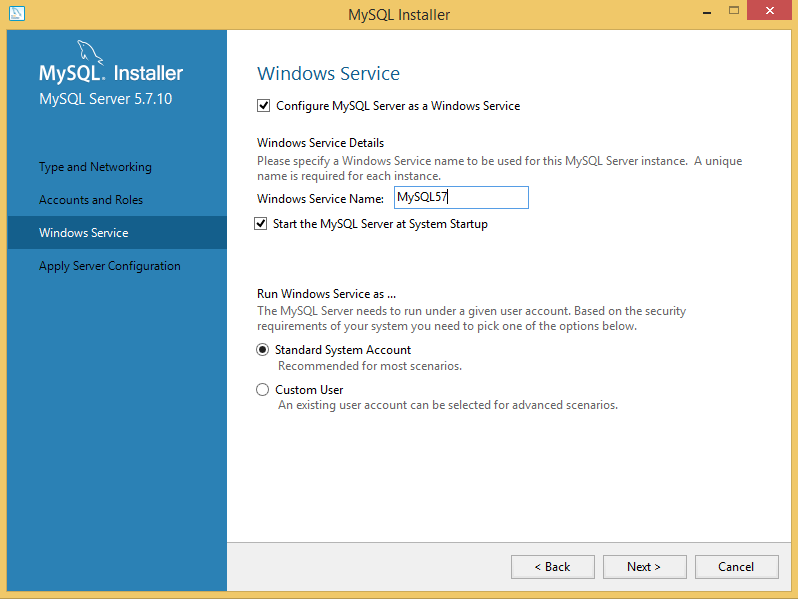 MySQL Installer
MySQL. Installer
MySQL Server 5.7.10
Type and Networking
Accounts and Roles
Windows Service
Apply Server Configuration
Windows Service
Configure MySQL Server as a Windows Service
Windows Service Details
Please specify a Windows Service name to be used for this MySQL Server instance. A unique
name is required for each instance.
Windows Service Name: MySQL57
Start the MySQL Server at System Startup
Run Windows Service as ...
The MySQL Server needs to run under a given user account. Based on the security
requirements of your system you need to pick one of the options below.
Standard System Account
Recommended for most scenarios.
Custom User
An existing user account can be selected for advanced scenarios.
< Back Next > Cancel